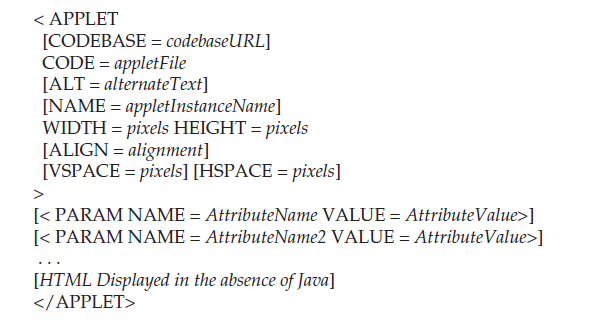 < APPLET
[CODEBASE = codebaseURL]
CODE = appletFile
[ALT = alternateText]
[NAME = appletInstanceName]
WIDTH = pixels HEIGHT = pixels
[ALIGN = alignment]
[VSPACE = pixels] [HSPACE = pixels]
>
[< PARAM NAME = AttributeName VALUE = AttributeValue>]
[< PARAM NAME = AttributeName2 VALUE = AttributeValue>]
. . .
[HTML Displayed in the absence of Java]
</APPLET>